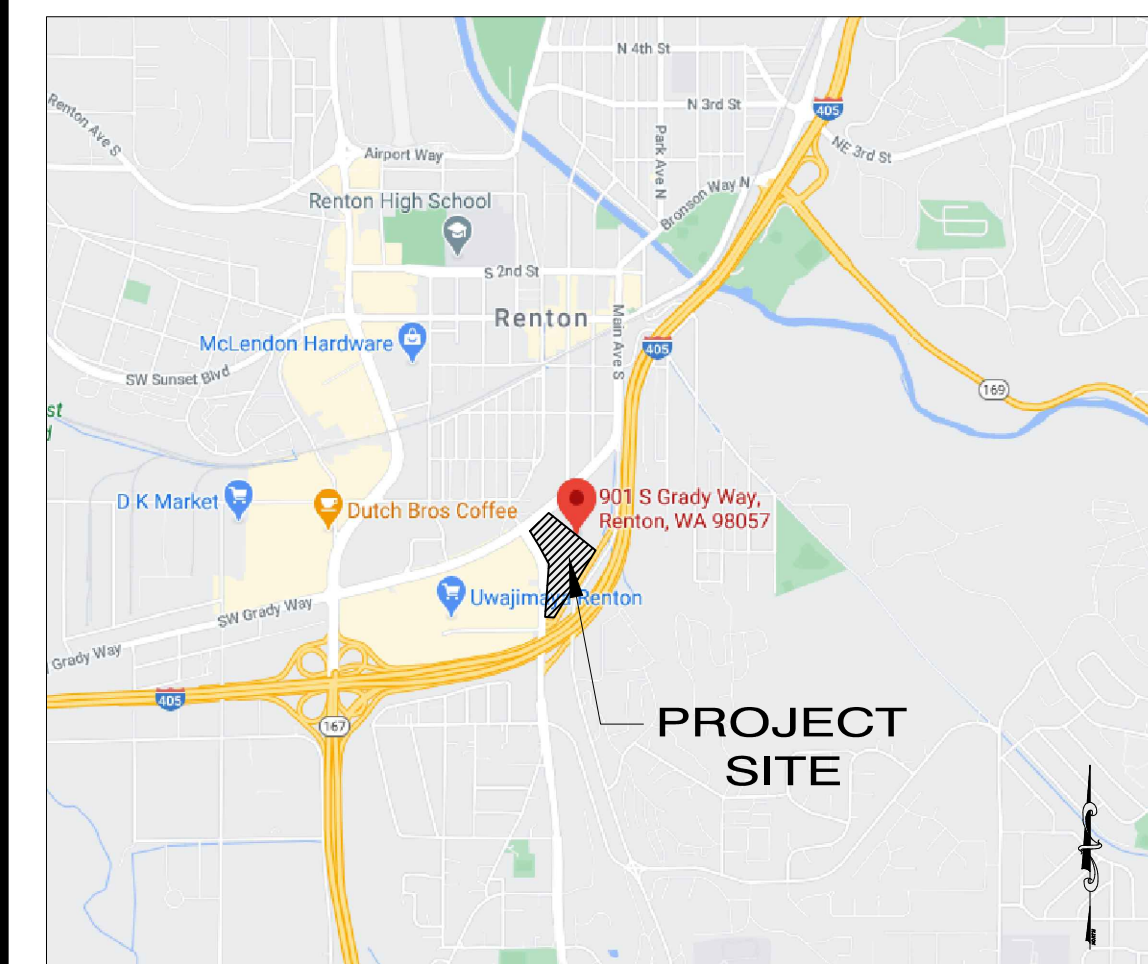 N 4th St
N 3rd St
405
Renton Ave S
Park Ave N
NE 3rd St
Airport Way
Bronson Way N
Renton High School
S 2nd St
Main Ave S
Renton
McLendon Hardware
405
SW Sunset Blvd
169
st
D K Market
Dutch Bros Coffee
901 S Grady Way,
Renton, WA 98057
Uwajimaya Renton
SW Grady Way
Grady Way
405
167
PROJECT
SITE